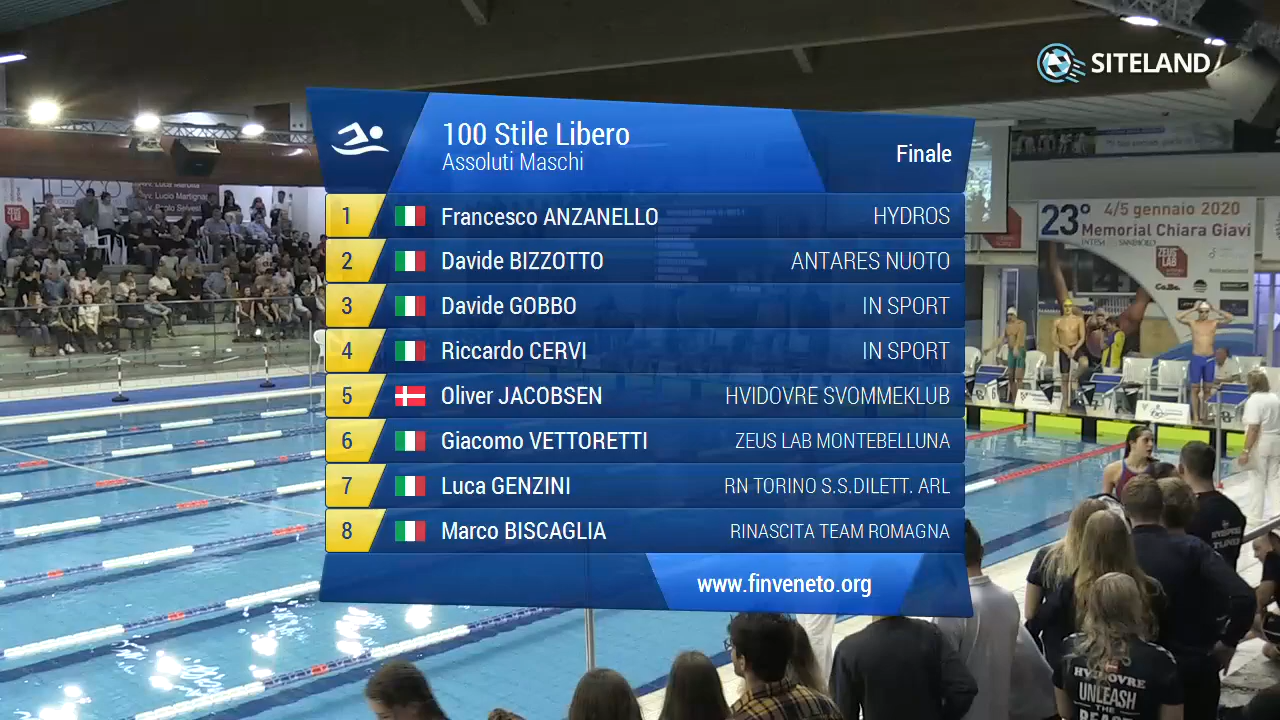 SITELAND
100 Stile Libero
Assoluti Maschi
Finale
1 Francesco ANZANELLO HYDROS
2 Davide BIZZOTTO ANTARES NUOTO
3 Davide GOBBO IN SPORT
4 Riccardo CERVI IN SPORT
5 Oliver JACOBSEN HVIDOVRE SVOMMEKLUB
6 Giacomo VETTORETTI ZEUS LAB MONTEBELLUNA
7 Luca GENZINI RN TORINO S.S.DILETT. ARL
8 Marco BISCAGLIA RINASCITA TEAM ROMAGNA
www.finveneto.org
23° 4/5 gennaio 2020
Memorial Chiara Giavi
ZEUS
LAB
HVIDOVRE
UNLEASH
THE